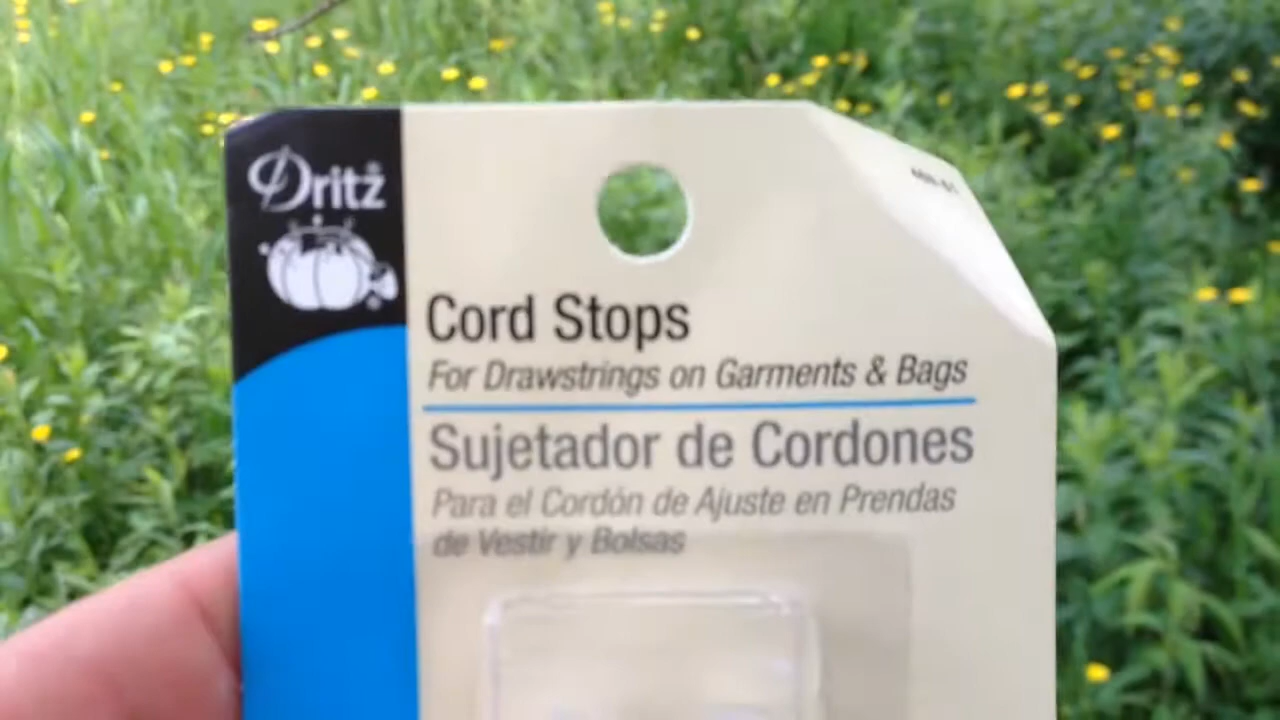 Dritz
Cord Stops
For Drawstrings on Garments & Bags
Sujetador de Cordones
Para el Cordón de Ajuste en Prendas
de Vestir y Bolsas